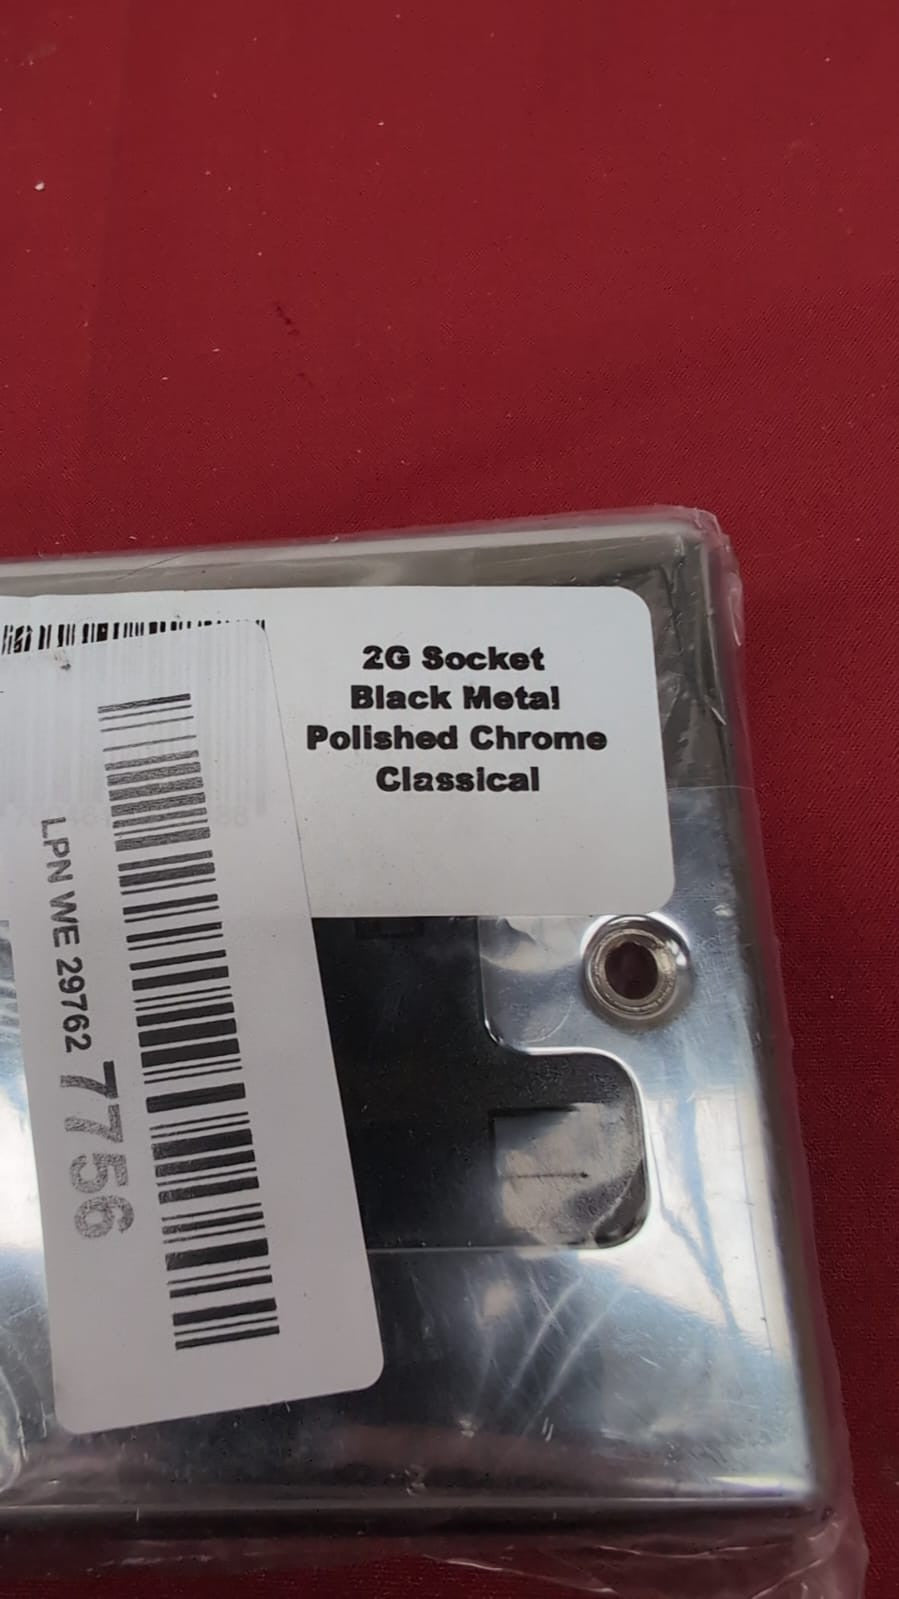 2G Socket
Black Metal
Polished Chrome
Classical
LPN WE 29762 7756